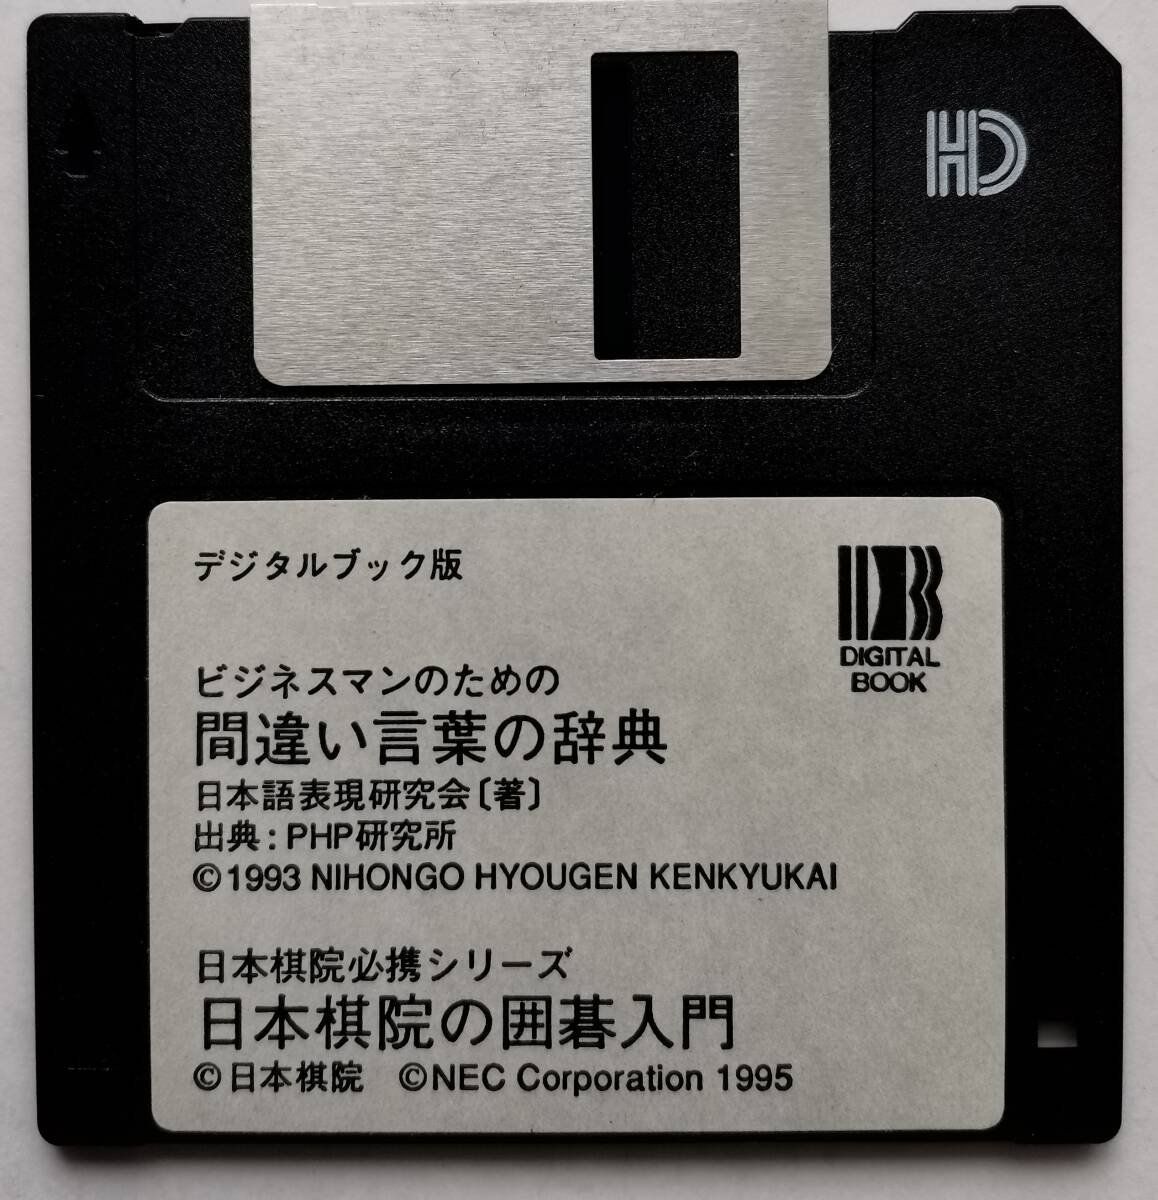 HD
デジタルブック版
DIGITAL
BOOK
ビジネスマンのための
間違い言葉の辞典
日本語表現研究会〔著〕
出典：PHP研究所
©1993 NIHONGO HYOUGEN KENKYUKAI
日本棋院必携シリーズ
日本棋院の囲碁入門
©日本棋院 ©NEC Corporation 1995